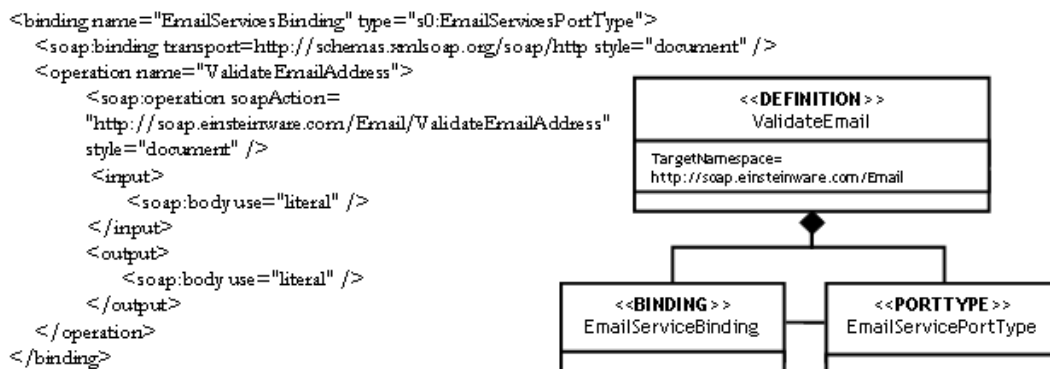 <binding name="EmailServicesBinding" type="s0:EmailServicesPortType">
<soap:binding transport=http://schemas.xmlsoap.org/soap/http style="document" />
<operation name="ValidateEmailAddress">
<soap:operation soapAction=
"http://soap.einsteinware.com/Email/ValidateEmailAddress"
style="document" />
<input>
<soap:body use="literal" />
</input>
<output>
<soap:body use="literal" />
</output>
</operation>
</binding>
<<DEFINITION>>
ValidateEmail
TargetNamespace=
http://soap.einsteinware.com/Email
<<BINDING>>
EmailServiceBinding
<<PORTTYPE>>
EmailServicePortType